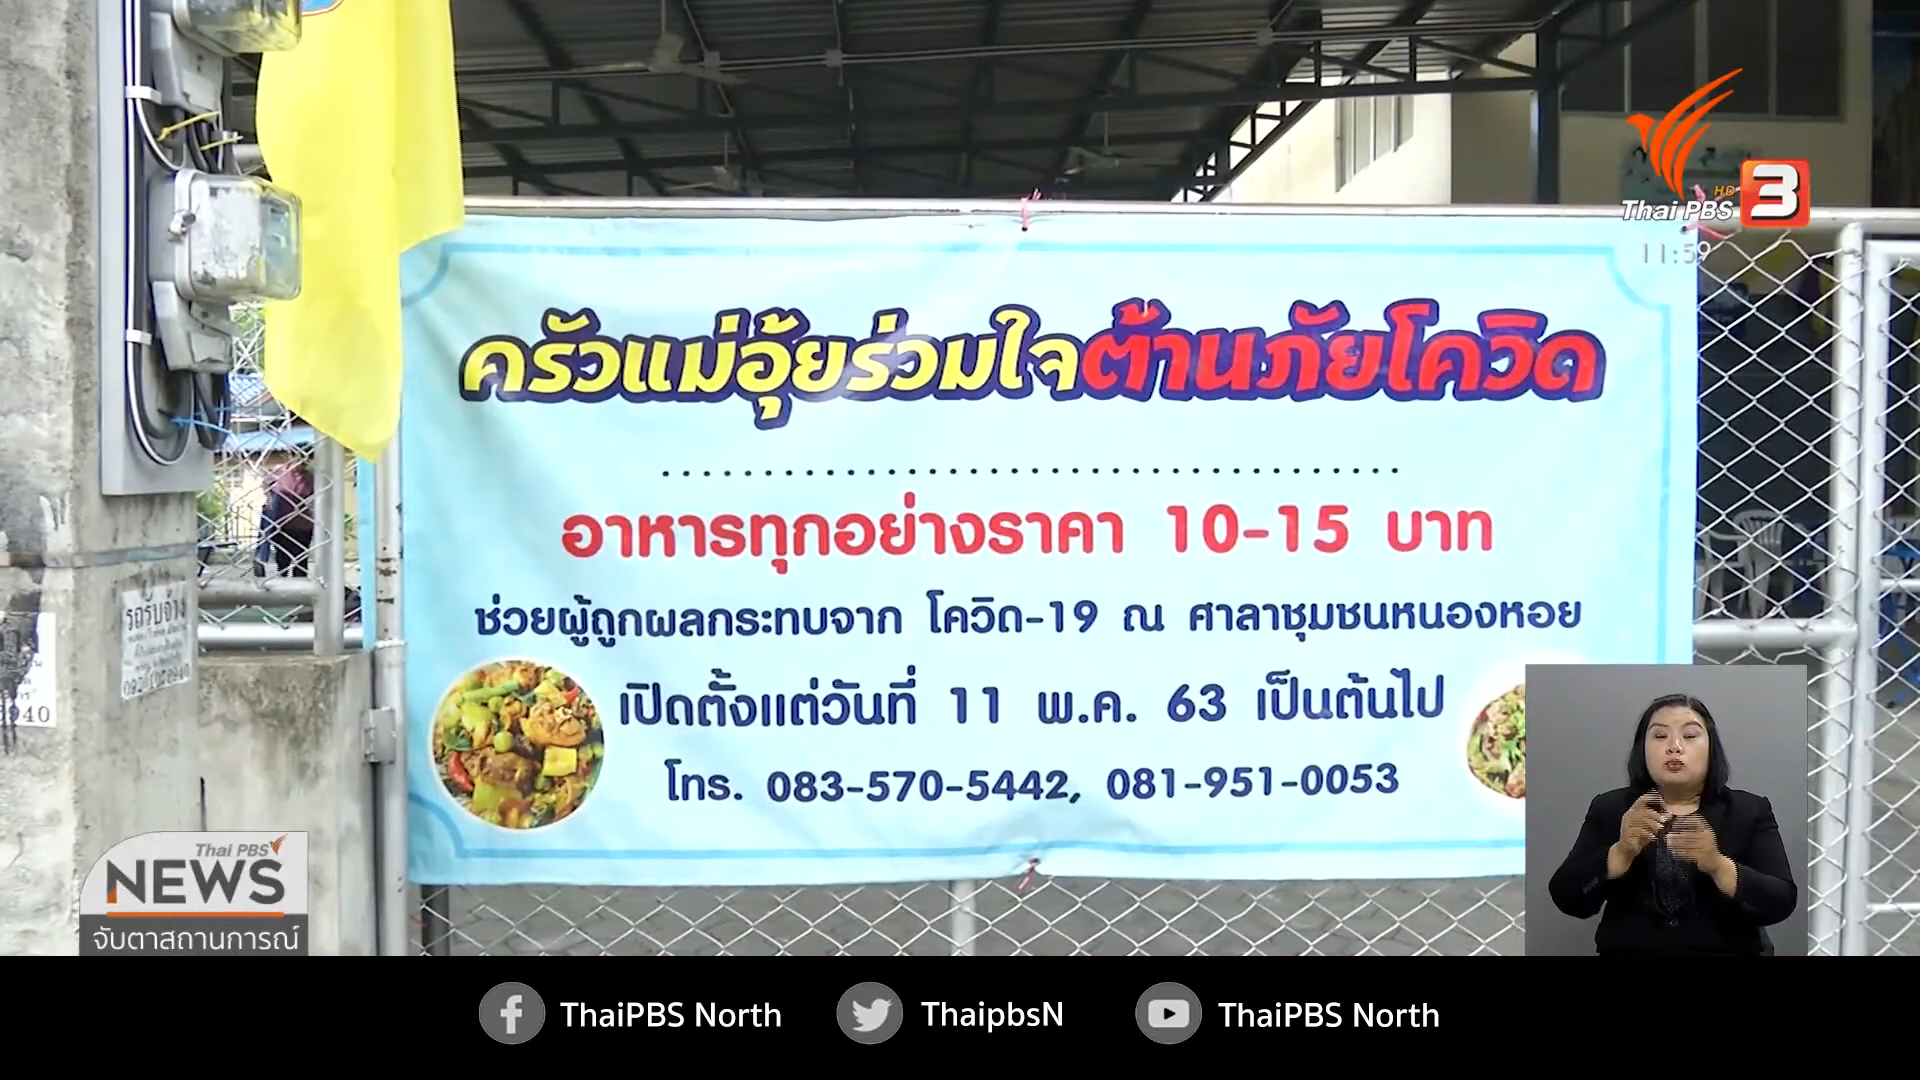 HD
Thai PBS 3
11:59
ครัวแม่อุ้ยร่วมใจต้านภัยโควิด
อาหารทุกอย่างราคา 10-15 บาท
ช่วยผู้ถูกผลกระทบจาก โควิด-19 ณ ศาลาชุมชนหนองหอย
เปิดตั้งแต่วันที่ 11 พ.ค. 63 เป็นต้นไป
โทร. 083-570-5442, 081-951-0053
รถรับจ้าง
Thai PBS
NEWS
จับตาสถานการณ์
ThaiPBS North ThaipbsN ThaiPBS North